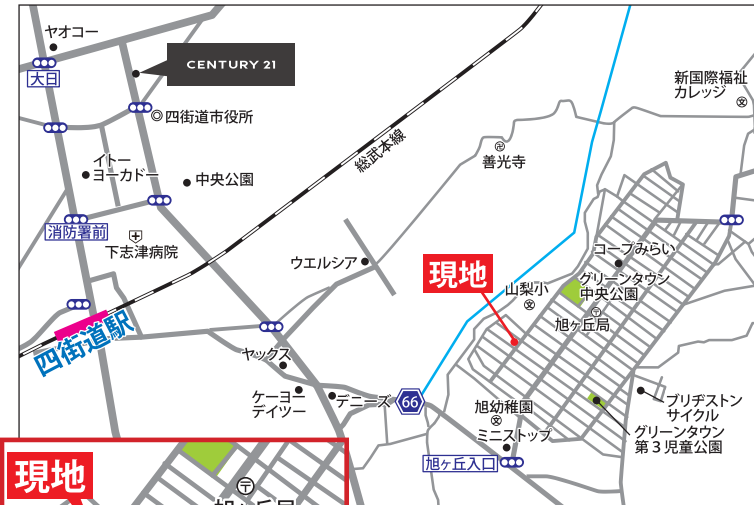 ヤオコー
大日
CENTURY 21
四街道市役所
イトー
ヨーカドー
中央公園
消防署前
下志津病院
四街道駅
総武本線
善光寺
新国際福祉
カレッジ
ウエルシア
現地
山梨小
コープみらい
グリーンタウン
中央公園
旭ヶ丘局
ヤックス
ケーヨー
デイツー
デニーズ
66
旭幼稚園
ミニストップ
旭ヶ丘入口
ブリヂストン
サイクル
グリーンタウン
第3児童公園
現地
旭ヶ丘局